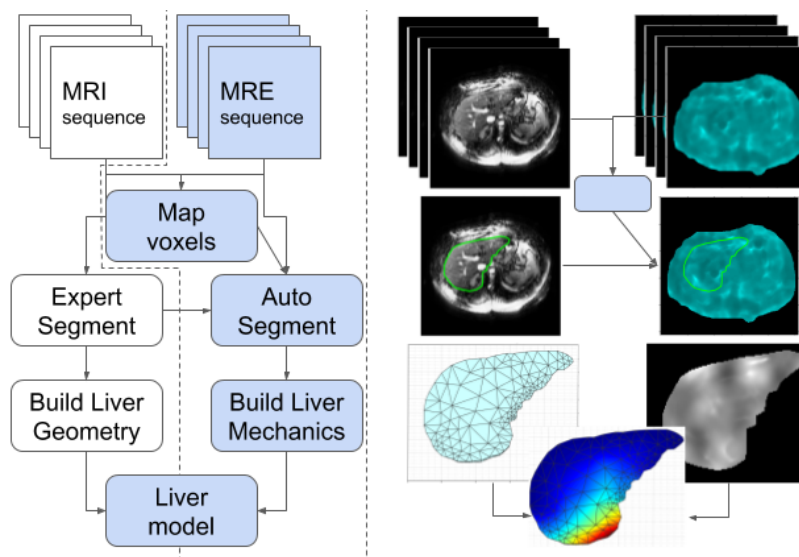 MRI
sequence
MRE
sequence
Map
voxels
Expert
Segment
Auto
Segment
Build Liver
Geometry
Build Liver
Mechanics
Liver
model